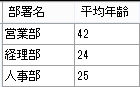 部署名 平均年齢
営業部 42
経理部 24
人事部 25